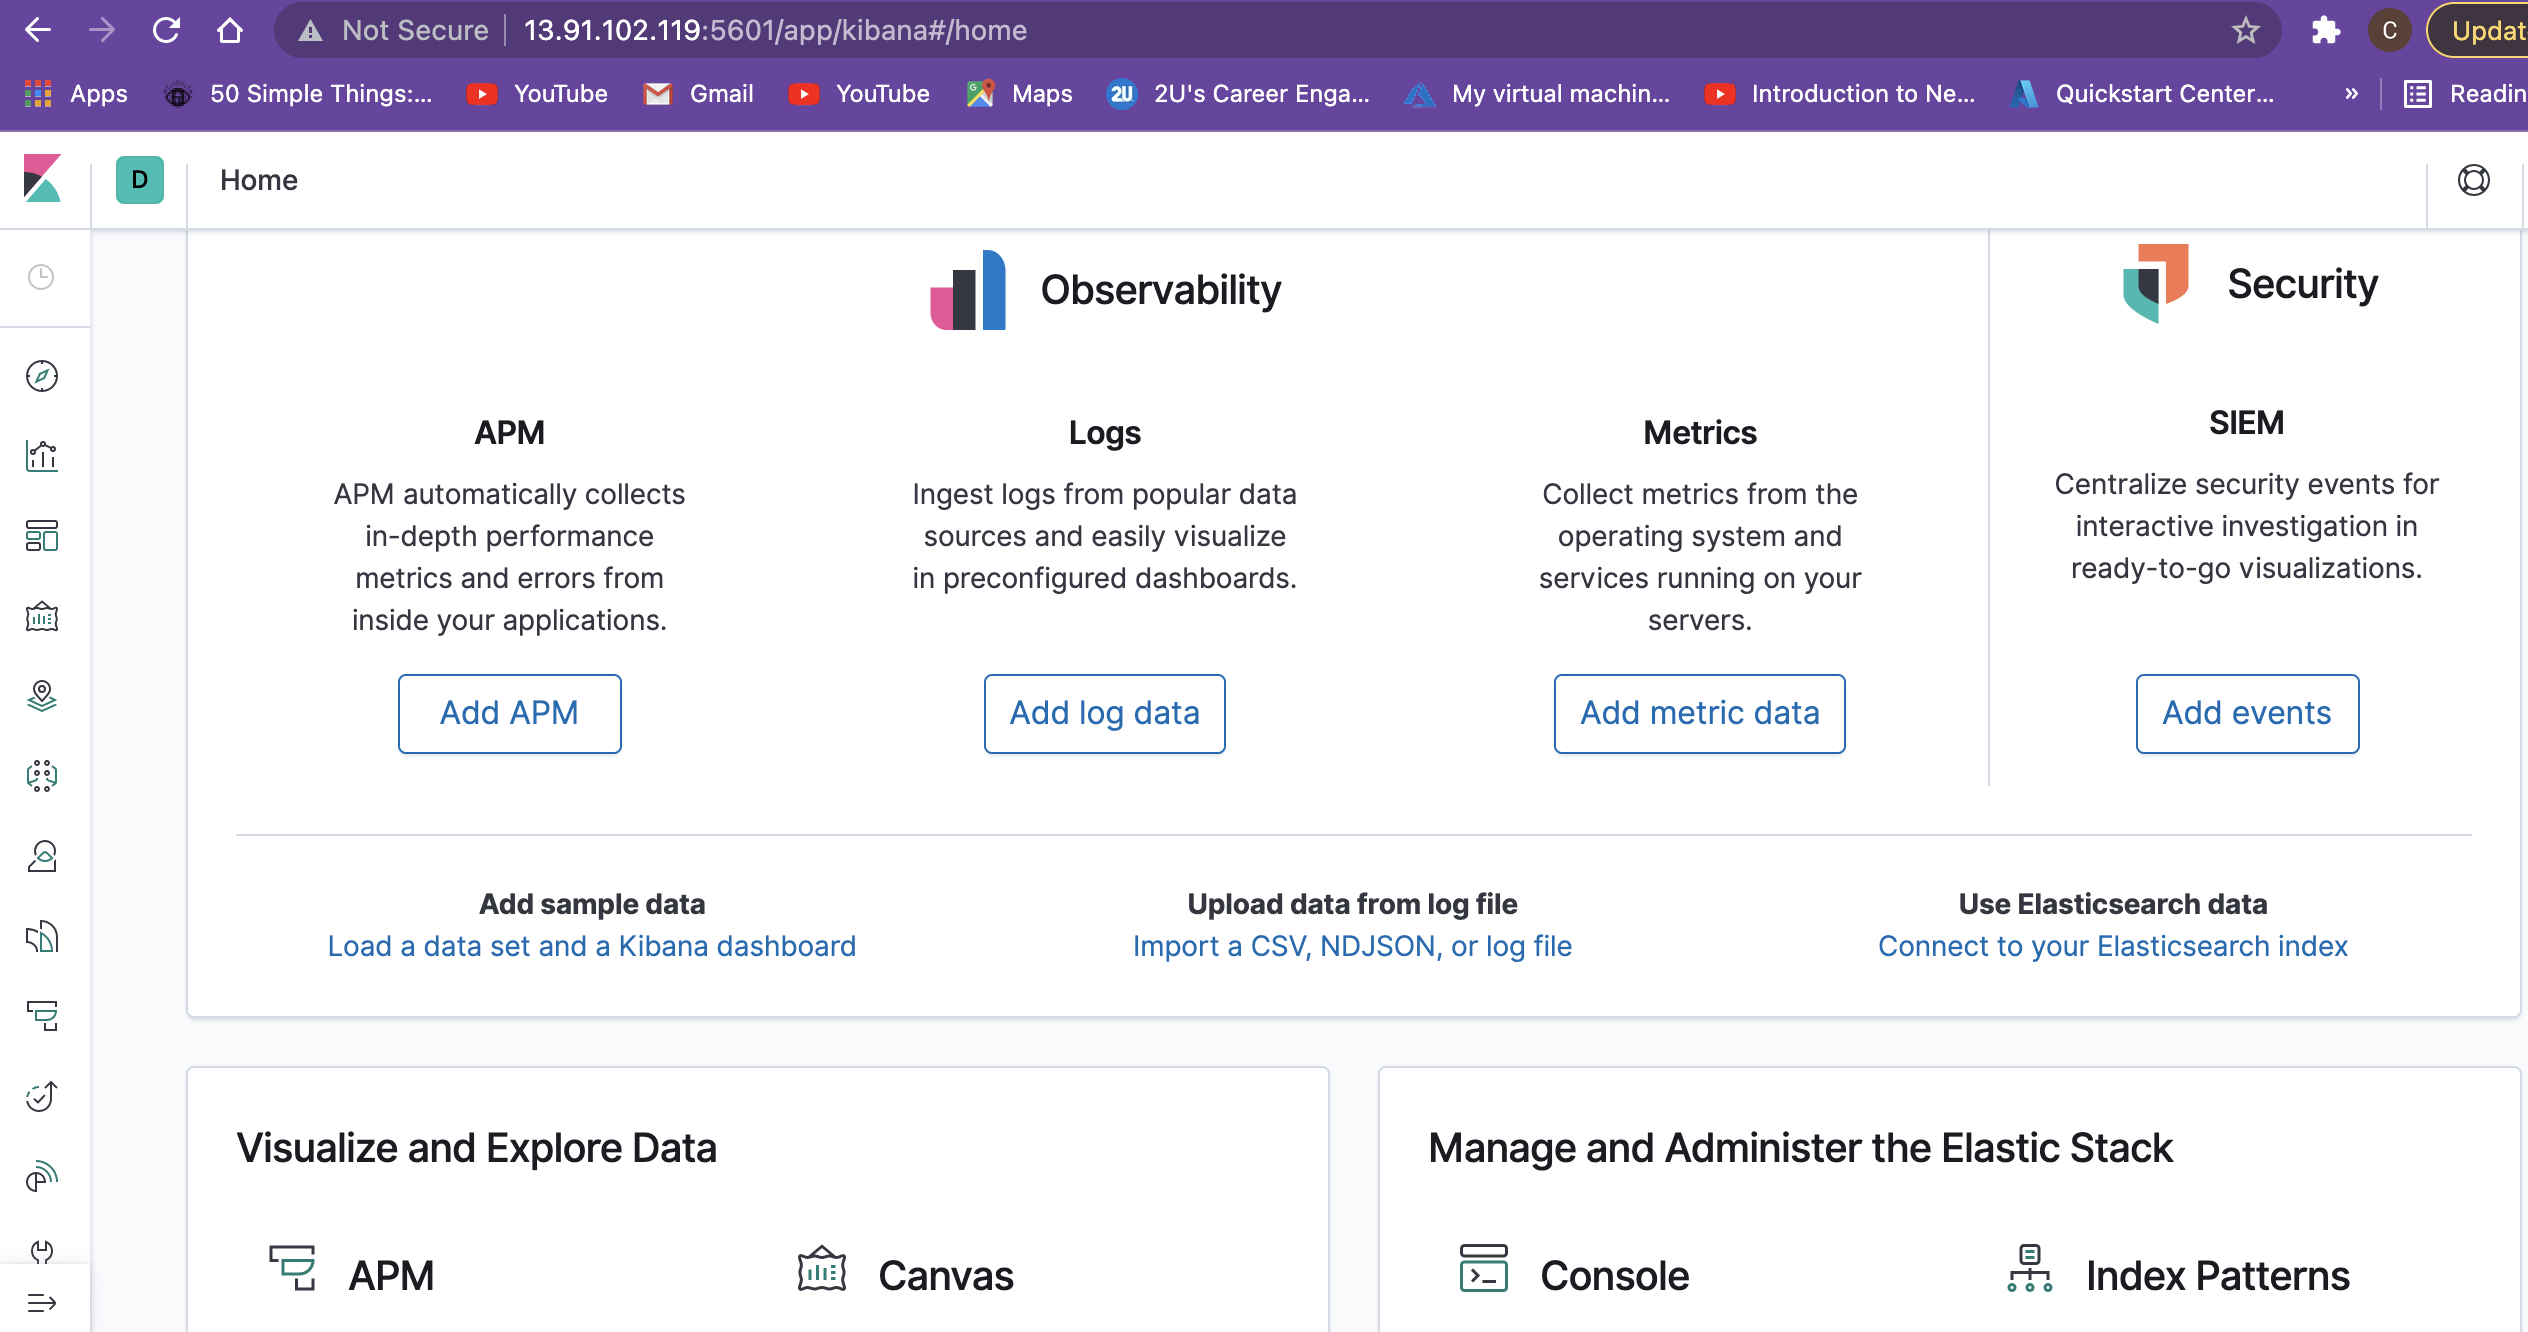 Not Secure 13.91.102.119:5601/app/kibana#/home C Updat
Apps 50 Simple Things:... YouTube Gmail YouTube Maps 2U 2U's Career Enga... My virtual machin... Introduction to Ne... Quickstart Center... » Readin
D Home
Observability
Security
APM
Logs
Metrics
SIEM
APM automatically collects
in-depth performance
metrics and errors from
inside your applications.
Ingest logs from popular data
sources and easily visualize
in preconfigured dashboards.
Collect metrics from the
operating system and
services running on your
servers.
Centralize security events for
interactive investigation in
ready-to-go visualizations.
Add APM
Add log data
Add metric data
Add events
Add sample data
Load a data set and a Kibana dashboard
Upload data from log file
Import a CSV, NDJSON, or log file
Use Elasticsearch data
Connect to your Elasticsearch index
Visualize and Explore Data
APM
Canvas
Manage and Administer the Elastic Stack
Console
Index Patterns